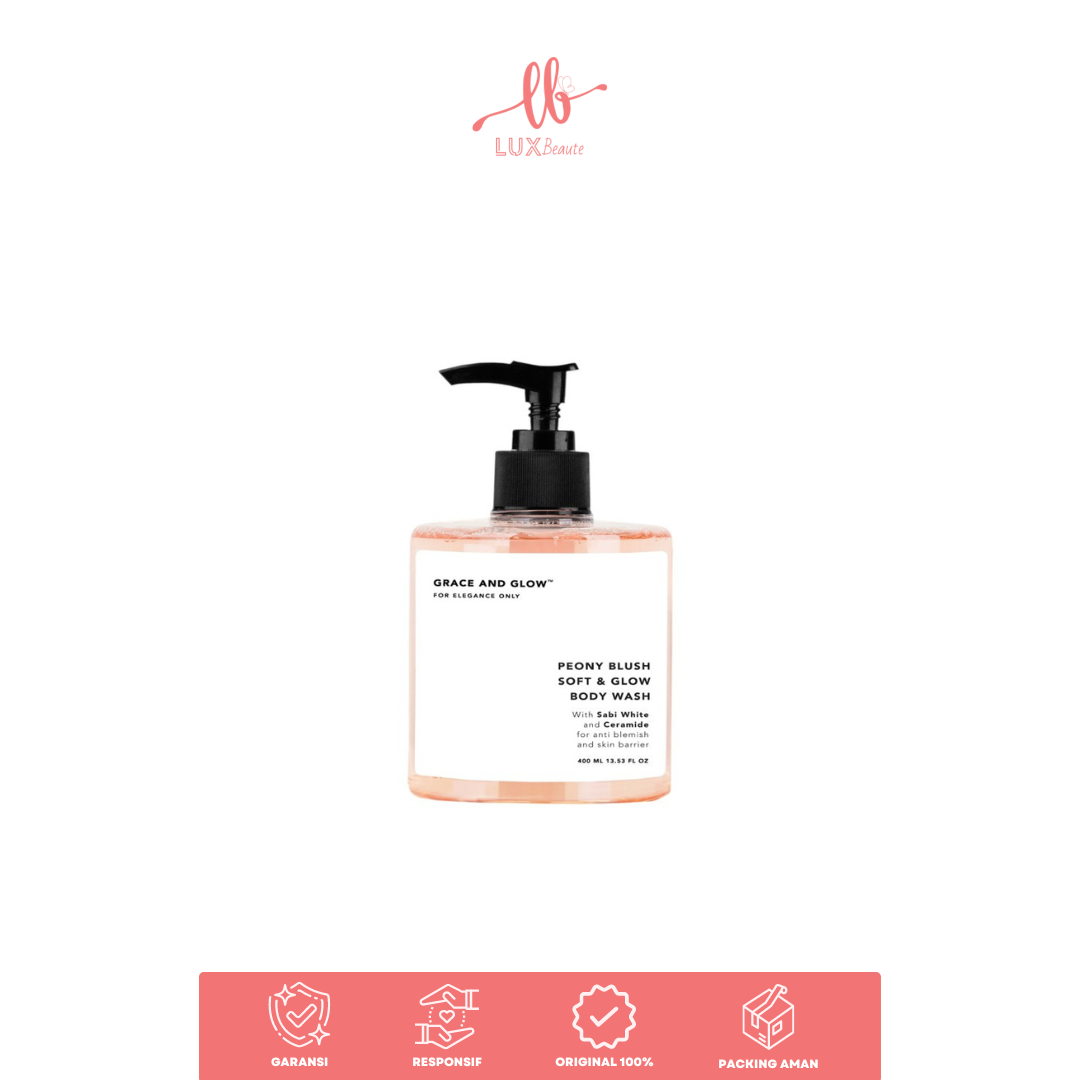 lb
LUX Beaute
GRACE AND GLOW™
FOR ELEGANCE ONLY
PEONY BLUSH
SOFT & GLOW
BODY WASH
With Sabi White
and Ceramide
for anti blemish
and skin barrier
400 ML 13.53 FL OZ
GARANSI
RESPONSIF
ORIGINAL 100%
PACKING AMAN